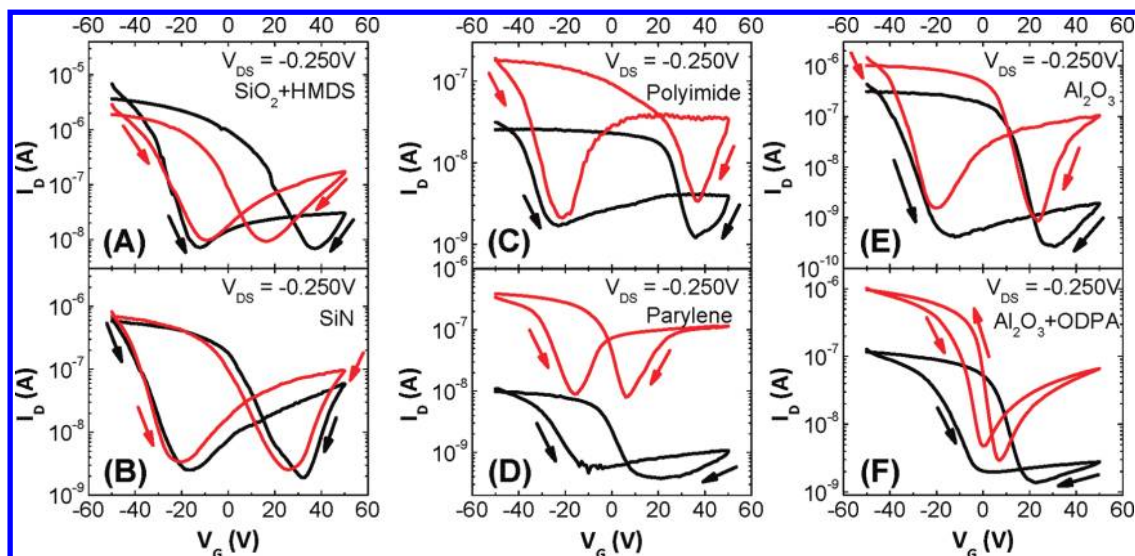 -60 -40 -20 0 20 40 60
-60 -40 -20 0 20 40 60
-60 -40 -20 0 20 40 60
V_DS = -0.250V
SiO₂+HMDS
10⁻⁵
10⁻⁶
10⁻⁷
10⁻⁸
I_D (A)
(A)
V_DS = -0.250V
Polyimide
10⁻⁷
10⁻⁸
10⁻⁹
I_D (A)
(C)
V_DS = -0.250V
Al₂O₃
10⁻⁶
10⁻⁷
10⁻⁸
10⁻⁹
10⁻¹⁰
I_D (A)
(E)
V_DS = -0.250V
SiN
10⁻⁶
10⁻⁷
10⁻⁸
10⁻⁹
I_D (A)
(B)
V_DS = -0.250V
Parylene
10⁻⁶
10⁻⁷
10⁻⁸
10⁻⁹
I_D (A)
(D)
V_DS = -0.250V
Al₂O₃+ODPA
10⁻⁶
10⁻⁷
10⁻⁸
10⁻⁹
I_D (A)
(F)
-60 -40 -20 0 20 40 60
-60 -40 -20 0 20 40 60
-60 -40 -20 0 20 40 60
V_G (V)
V_G (V)
V_G (V)